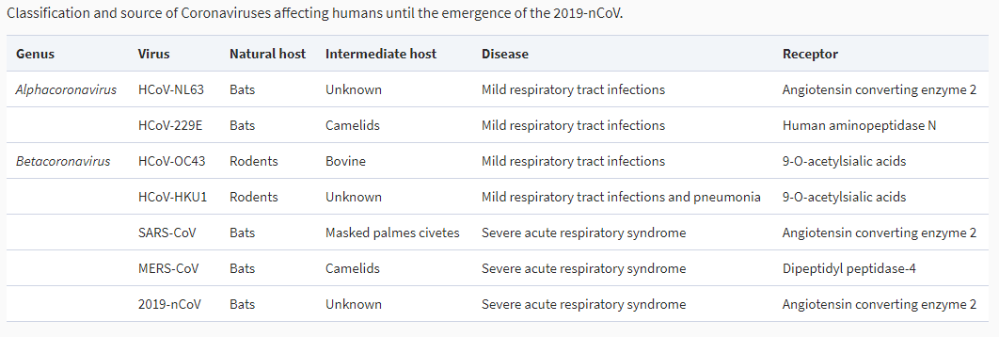 Classification and source of Coronaviruses affecting humans until the emergence of the 2019-nCoV.
Genus Virus Natural host Intermediate host Disease Receptor
Alphacoronavirus HCoV-NL63 Bats Unknown Mild respiratory tract infections Angiotensin converting enzyme 2
HCoV-229E Bats Camelids Mild respiratory tract infections Human aminopeptidase N
Betacoronavirus HCoV-OC43 Rodents Bovine Mild respiratory tract infections 9-O-acetylsialic acids
HCoV-HKU1 Rodents Unknown Mild respiratory tract infections and pneumonia 9-O-acetylsialic acids
SARS-CoV Bats Masked palmes civetes Severe acute respiratory syndrome Angiotensin converting enzyme 2
MERS-CoV Bats Camelids Severe acute respiratory syndrome Dipeptidyl peptidase-4
2019-nCoV Bats Unknown Severe acute respiratory syndrome Angiotensin converting enzyme 2